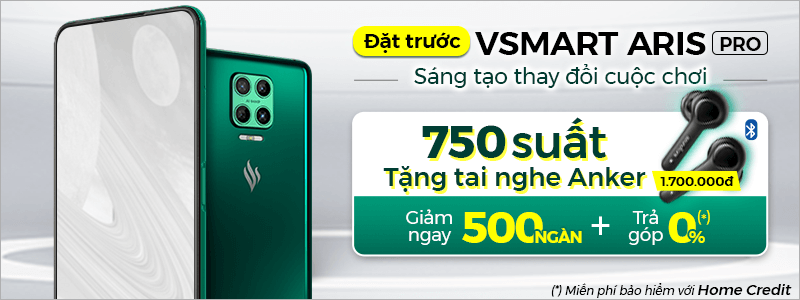 Đặt trước VSMART ARIS PRO
Sáng tạo thay đổi cuộc chơi
750 suất
Tặng tai nghe Anker 1.700.000đ
Giảm ngay 500 NGÀN + Trả góp 0%(*)
(*) Miễn phí bảo hiểm với Home Credit